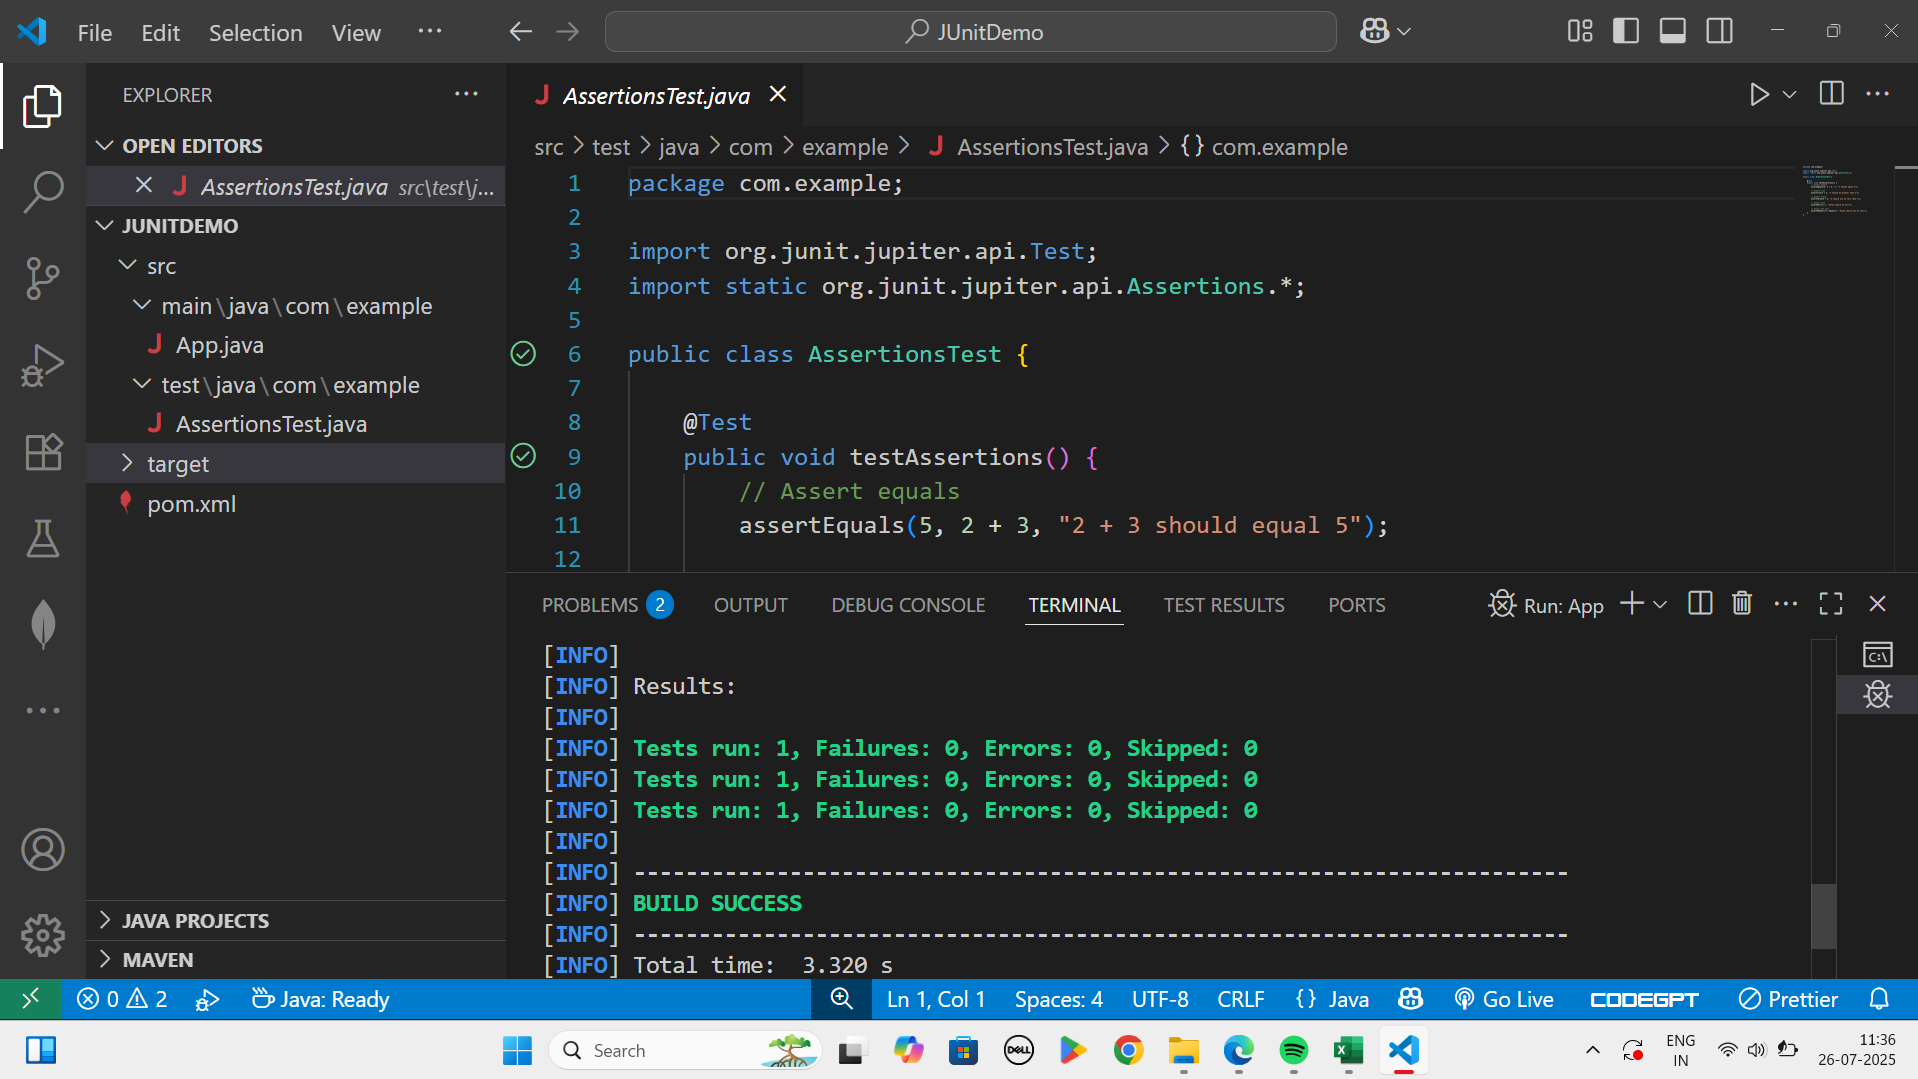 File Edit Selection View
JUnitDemo
EXPLORER
OPEN EDITORS
AssertionsTest.java src\test\j...
JUNITDEMO
src
main\java\com\example
App.java
test\java\com\example
AssertionsTest.java
target
pom.xml
JAVA PROJECTS
MAVEN
AssertionsTest.java
src > test > java > com > example > AssertionsTest.java > {} com.example
1 package com.example;
2
3 import org.junit.jupiter.api.Test;
4 import static org.junit.jupiter.api.Assertions.*;
5
6 public class AssertionsTest {
7
8 @Test
9 public void testAssertions() {
10 // Assert equals
11 assertEquals(5, 2 + 3, "2 + 3 should equal 5");
12
PROBLEMS 2 OUTPUT DEBUG CONSOLE TERMINAL TEST RESULTS PORTS
Run: App
[INFO]
[INFO] Results:
[INFO]
[INFO] Tests run: 1, Failures: 0, Errors: 0, Skipped: 0
[INFO] Tests run: 1, Failures: 0, Errors: 0, Skipped: 0
[INFO] Tests run: 1, Failures: 0, Errors: 0, Skipped: 0
[INFO]
[INFO] ------------------------------------------------------------------------
[INFO] BUILD SUCCESS
[INFO] ------------------------------------------------------------------------
[INFO] Total time: 3.320 s
0 2 Java: Ready Ln 1, Col 1 Spaces: 4 UTF-8 CRLF {} Java Go Live CODEGPT Prettier
Search
DELL
ENG
IN
11:36
26-07-2025